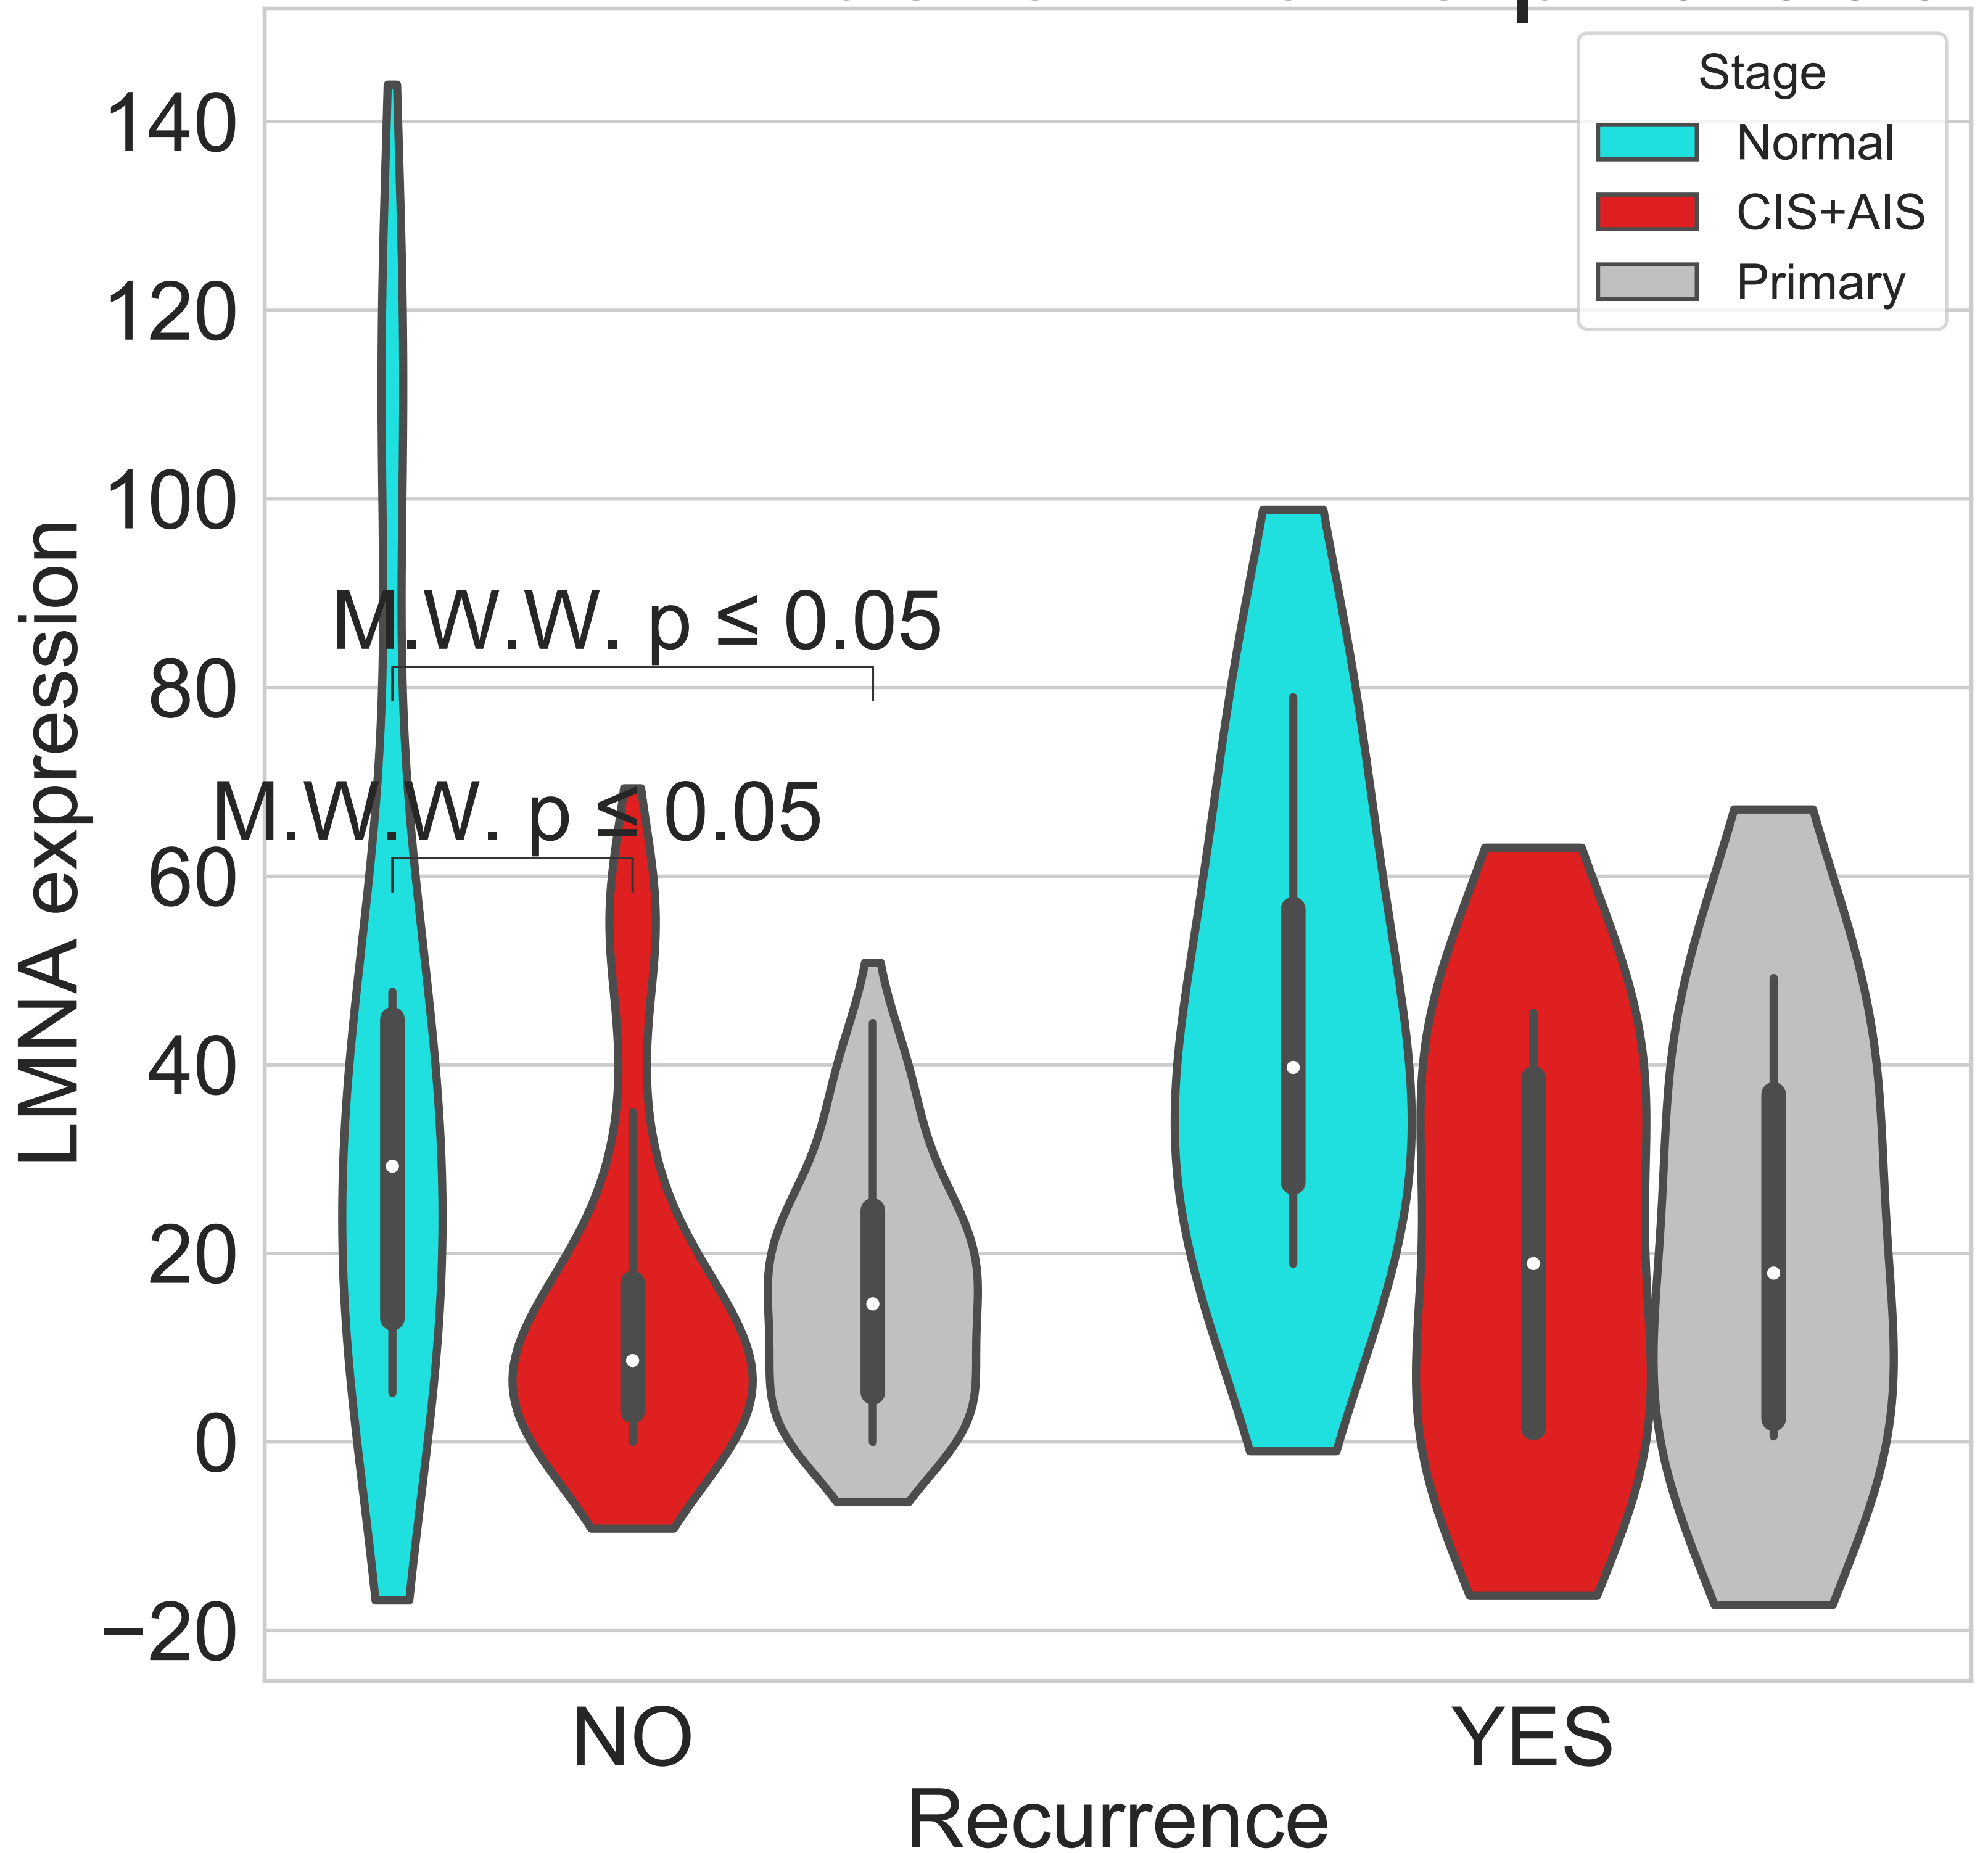 Stage
Normal
CIS+AIS
Primary
140
120
100
80
60
40
20
0
−20
LMNA expression
M.W.W. p ≤ 0.05
M.W.W. p ≤ 0.05
NO
YES
Recurrence